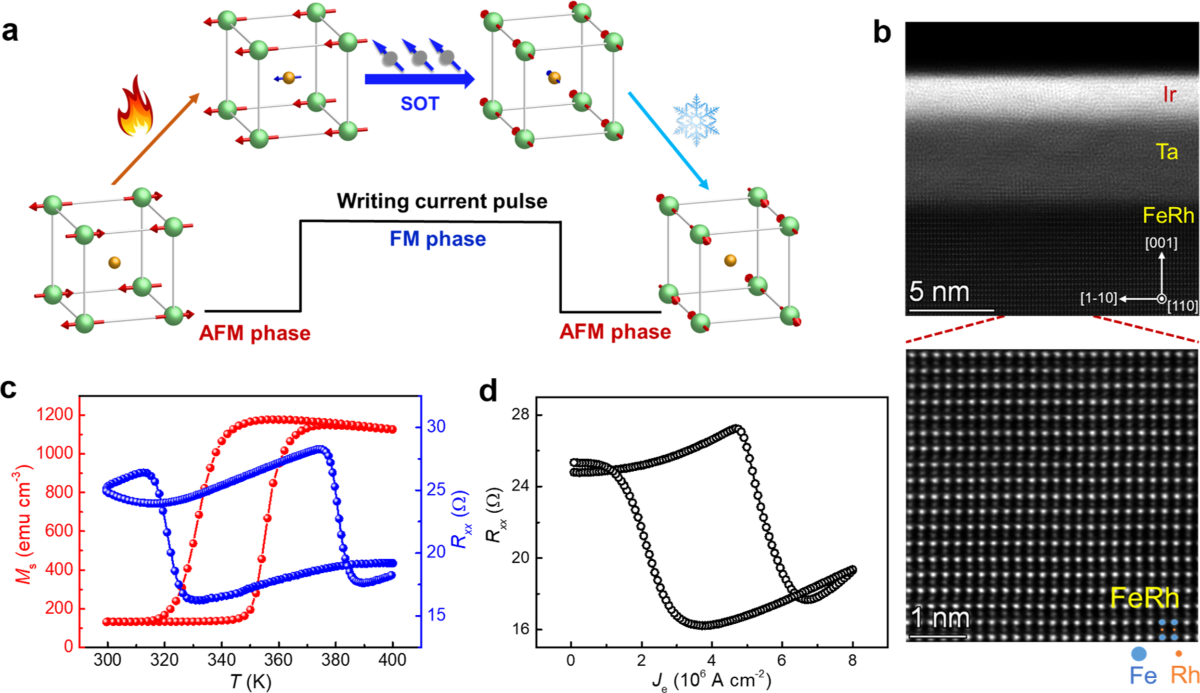 a
SOT
Writing current pulse
FM phase
AFM phase
AFM phase
b
Ir
Ta
FeRh
[001]
[1-10]
[110]
5 nm
FeRh
1 nm
Fe Rh
c
1200
1000
800
600
400
200
0
Ms (emu cm-3)
30
25
20
15
Rxx (Ω)
300 320 340 360 380 400
T (K)
d
28
24
20
16
Rxx (Ω)
0 2 4 6 8
Je (10⁶ A cm-2)